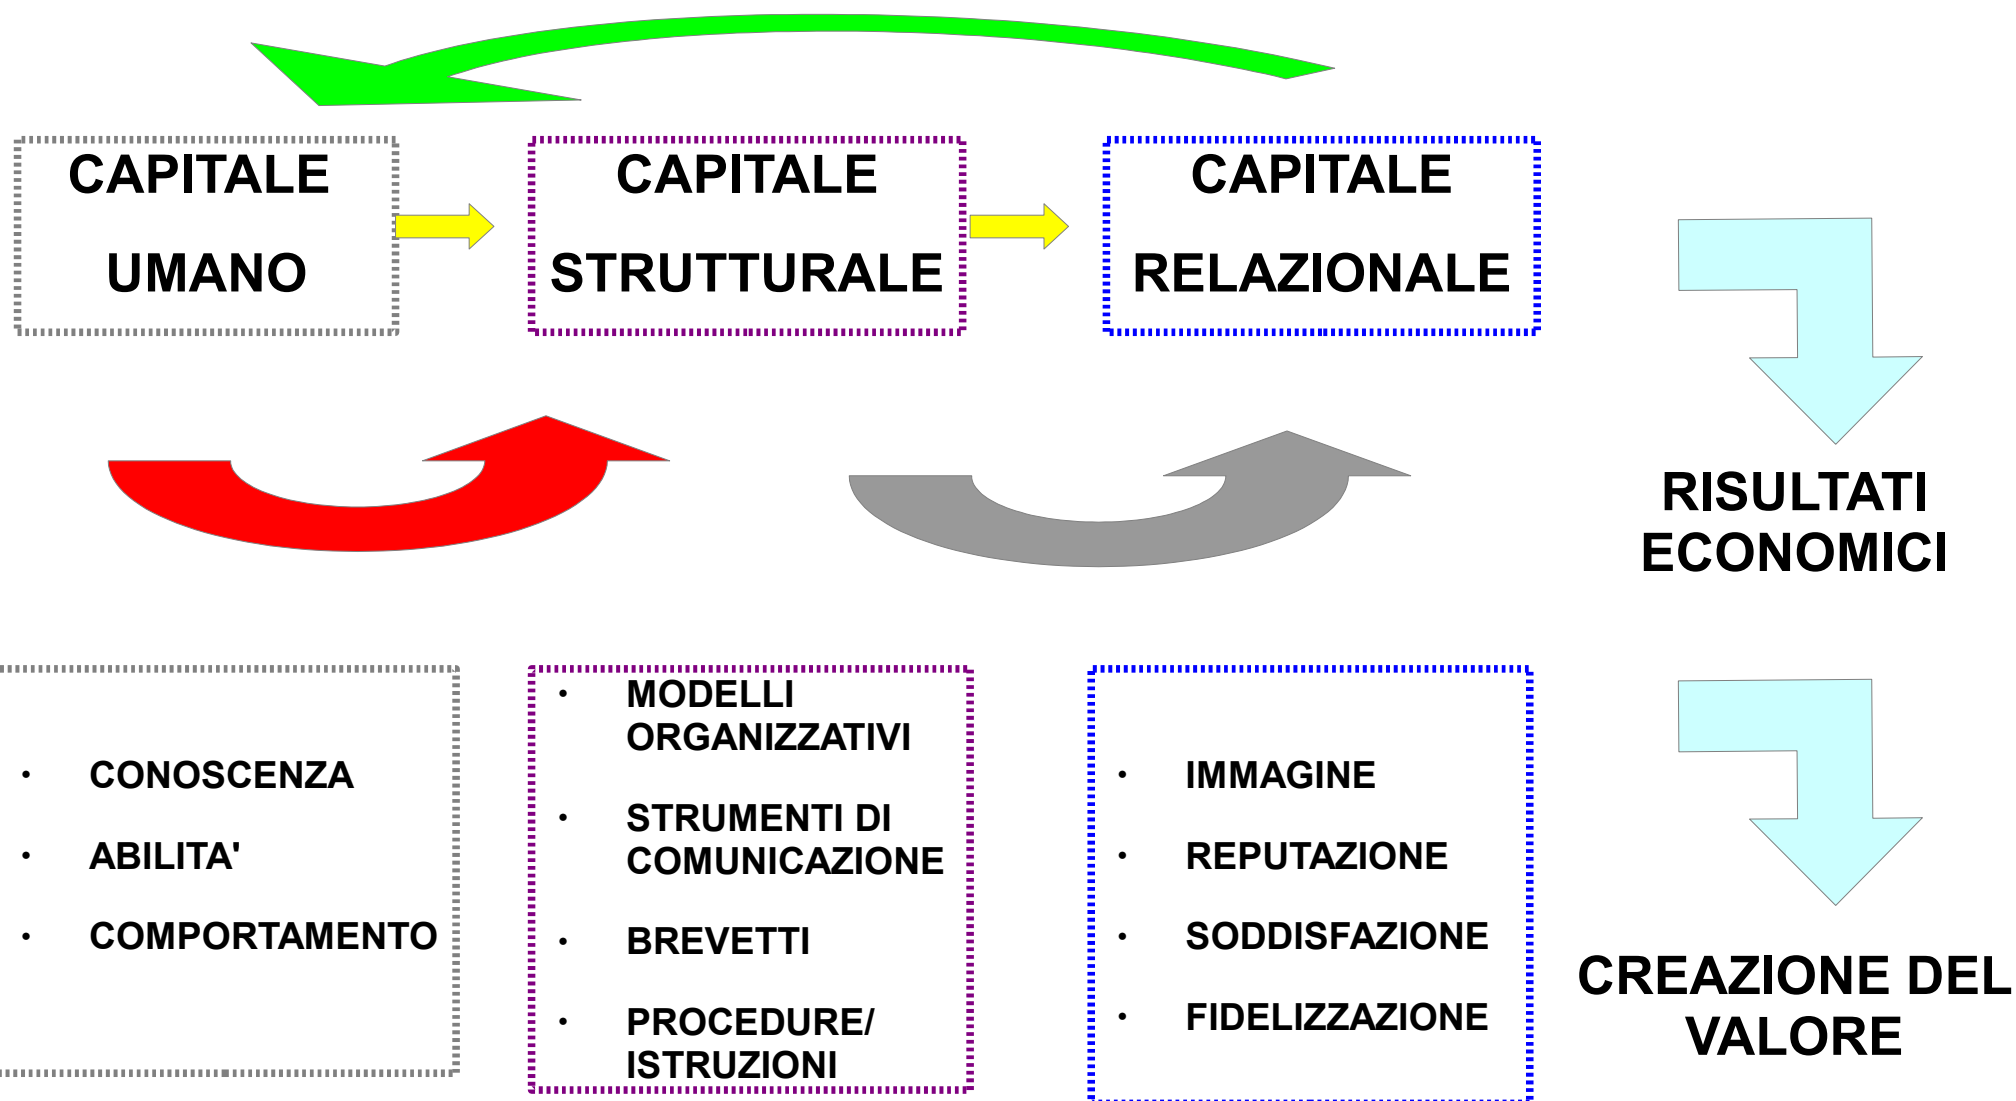 CAPITALE
UMANO
CAPITALE
STRUTTURALE
CAPITALE
RELAZIONALE
RISULTATI
ECONOMICI
· CONOSCENZA
· ABILITA'
· COMPORTAMENTO
· MODELLI
ORGANIZZATIVI
· STRUMENTI DI
COMUNICAZIONE
· BREVETTI
· PROCEDURE/
ISTRUZIONI
· IMMAGINE
· REPUTAZIONE
· SODDISFAZIONE
· FIDELIZZAZIONE
CREAZIONE DEL
VALORE